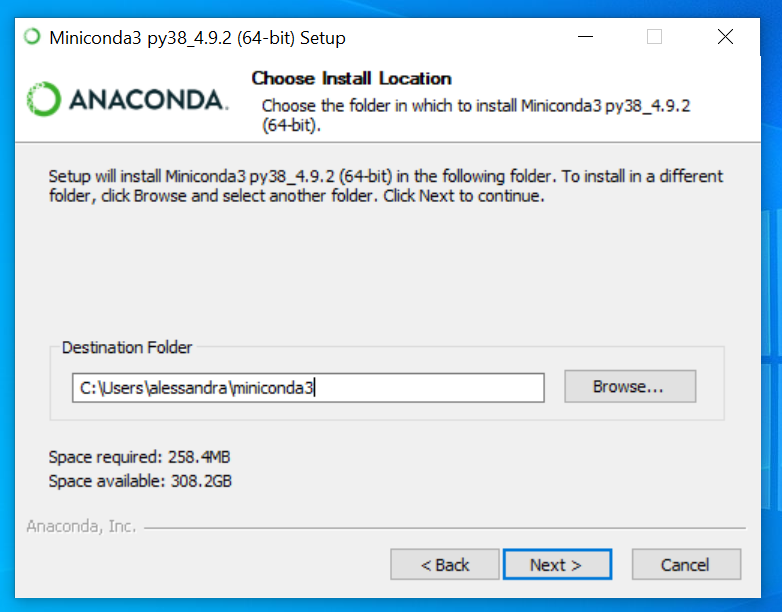 Miniconda3 py38_4.9.2 (64-bit) Setup
ANACONDA.
Choose Install Location
Choose the folder in which to install Miniconda3 py38_4.9.2
(64-bit).
Setup will install Miniconda3 py38_4.9.2 (64-bit) in the following folder. To install in a different
folder, click Browse and select another folder. Click Next to continue.
Destination Folder
C:\Users\alessandra\miniconda3
Browse...
Space required: 258.4MB
Space available: 308.2GB
Anaconda, Inc.
< Back
Next >
Cancel